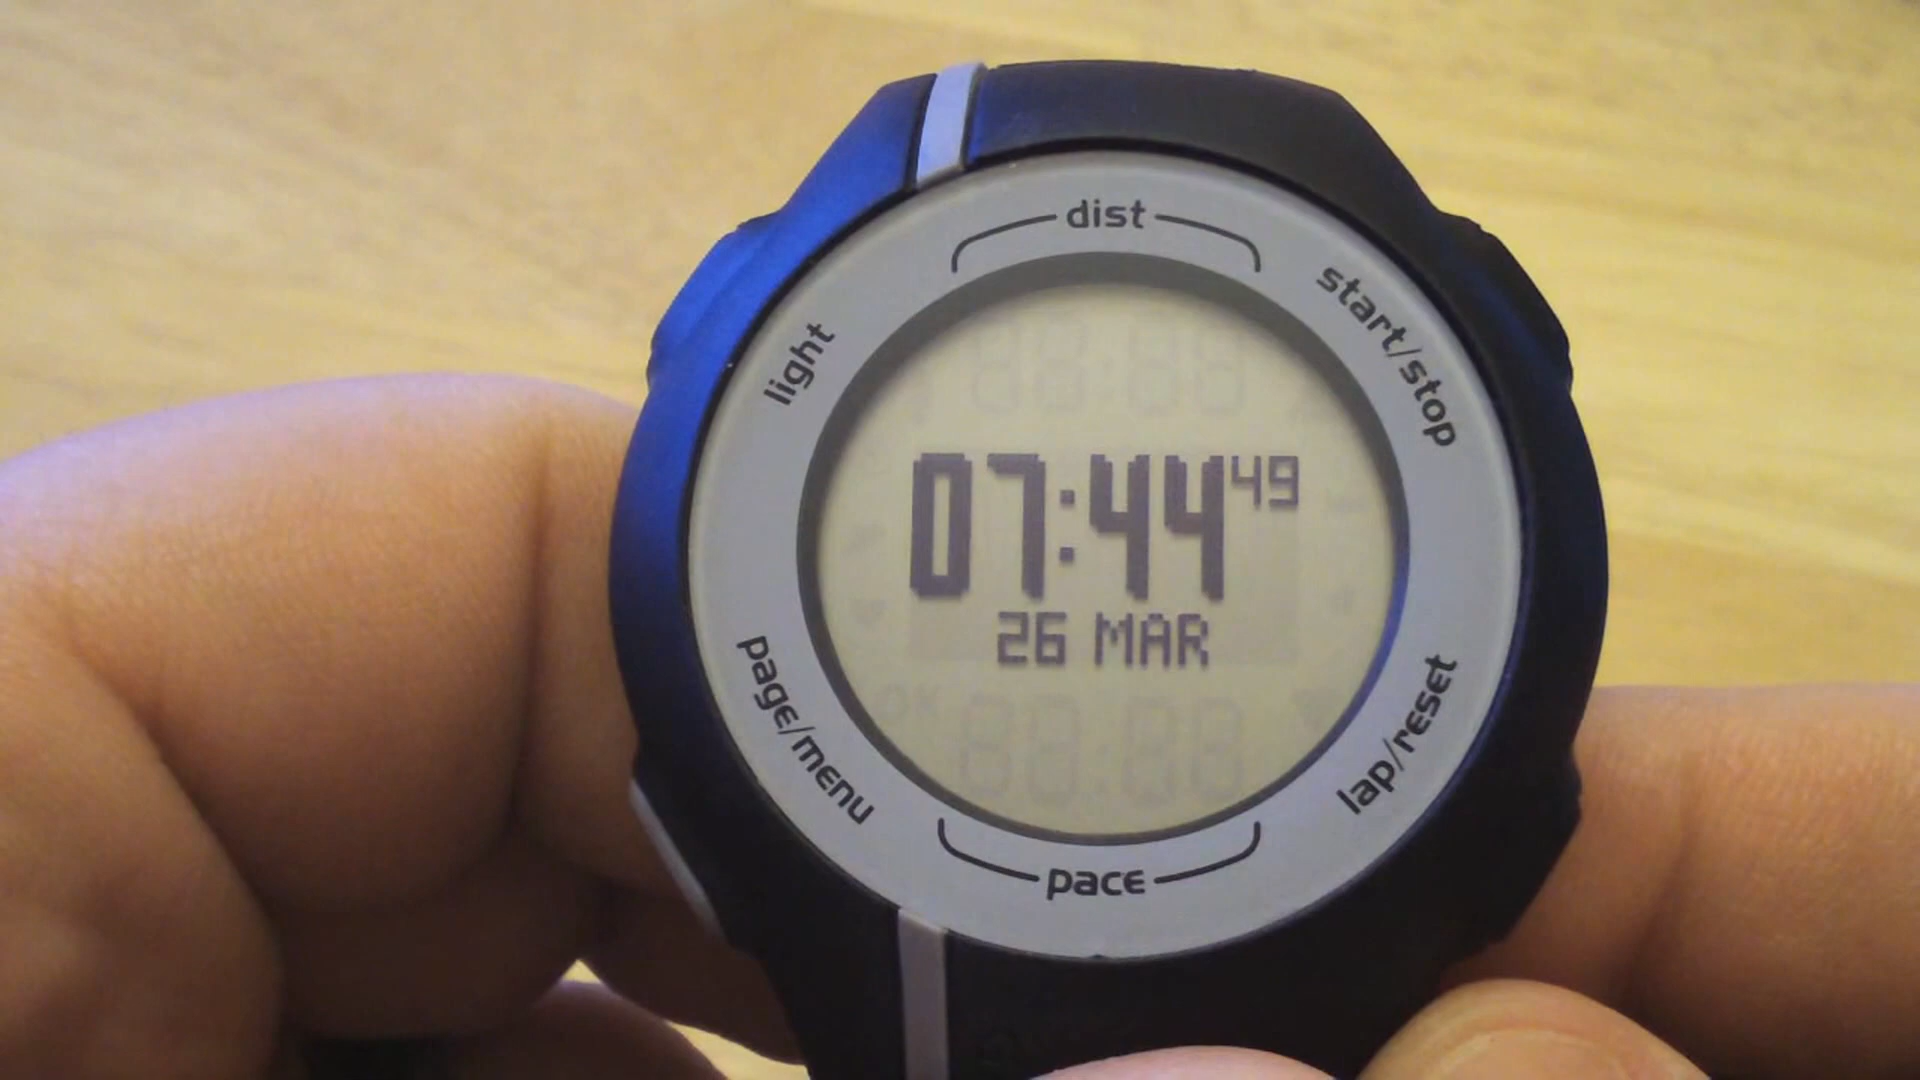 dist
light
start/stop
07:44 49
26 MAR
page/menu
lap/reset
pace